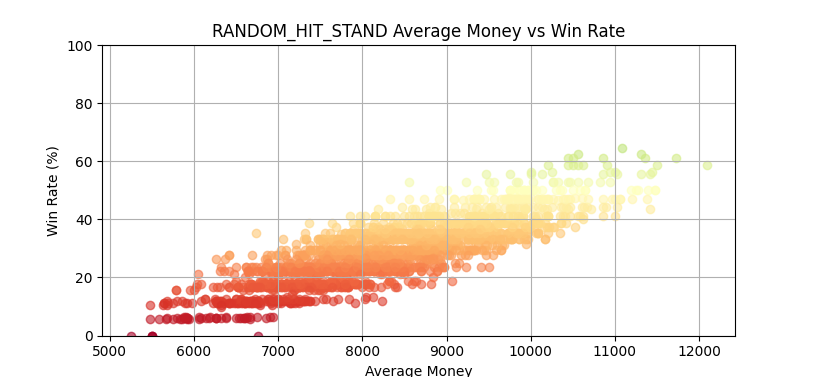 RANDOM_HIT_STAND Average Money vs Win Rate
100
80
60
40
20
0
Win Rate (%)
5000 6000 7000 8000 9000 10000 11000 12000
Average Money